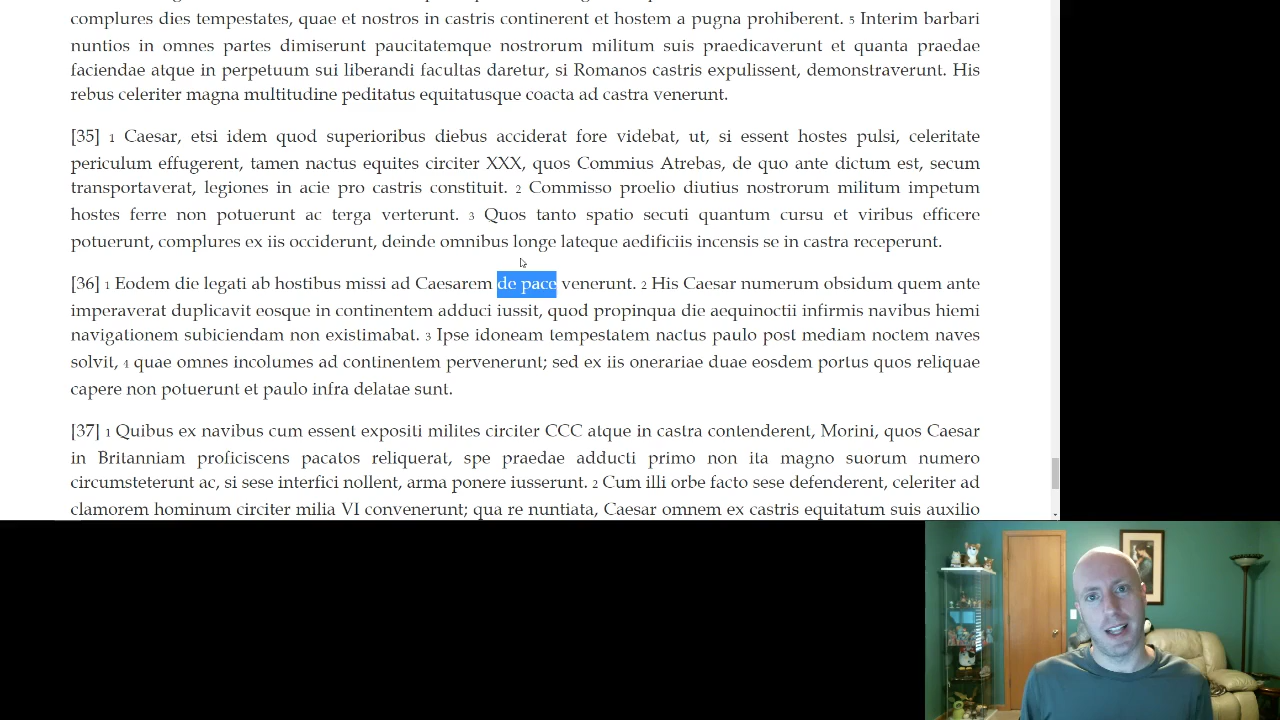 complures dies tempestates, quae et nostros in castris continerent et hostem a pugna prohiberent. 5 Interim barbari
nuntios in omnes partes dimiserunt paucitatemque nostrorum militum suis praedicaverunt et quanta praedae
faciendae atque in perpetuum sui liberandi facultas daretur, si Romanos castris expulissent, demonstraverunt. His
rebus celeriter magna multitudine peditatus equitatusque coacta ad castra venerunt.
[35] 1 Caesar, etsi idem quod superioribus diebus acciderat fore videbat, ut, si essent hostes pulsi, celeritate
periculum effugerent, tamen nactus equites circiter XXX, quos Commius Atrebas, de quo ante dictum est, secum
transportaverat, legiones in acie pro castris constituit. 2 Commisso proelio diutius nostrorum militum impetum
hostes ferre non potuerunt ac terga verterunt. 3 Quos tanto spatio secuti quantum cursu et viribus efficere
potuerunt, complures ex iis occiderunt, deinde omnibus longe lateque aedificiis incensis se in castra receperunt.
[36] 1 Eodem die legati ab hostibus missi ad Caesarem de pace venerunt. 2 His Caesar numerum obsidum quem ante
imperaverat duplicavit eosque in continentem adduci iussit, quod propinqua die aequinoctii infirmis navibus hiemi
navigationem subiciendam non existimabat. 3 Ipse idoneam tempestatem nactus paulo post mediam noctem naves
solvit, 4 quae omnes incolumes ad continentem pervenerunt; sed ex iis onerariae duae eosdem portus quos reliquae
capere non potuerunt et paulo infra delatae sunt.
[37] 1 Quibus ex navibus cum essent expositi milites circiter CCC atque in castra contenderent, Morini, quos Caesar
in Britanniam proficiscens pacatos reliquerat, spe praedae adducti primo non ita magno suorum numero
circumsteterunt ac, si sese interfici nollent, arma ponere iusserunt. 2 Cum illi orbe facto sese defenderent, celeriter ad
clamorem hominum circiter milia VI convenerunt; qua re nuntiata, Caesar omnem ex castris equitatum suis auxilio